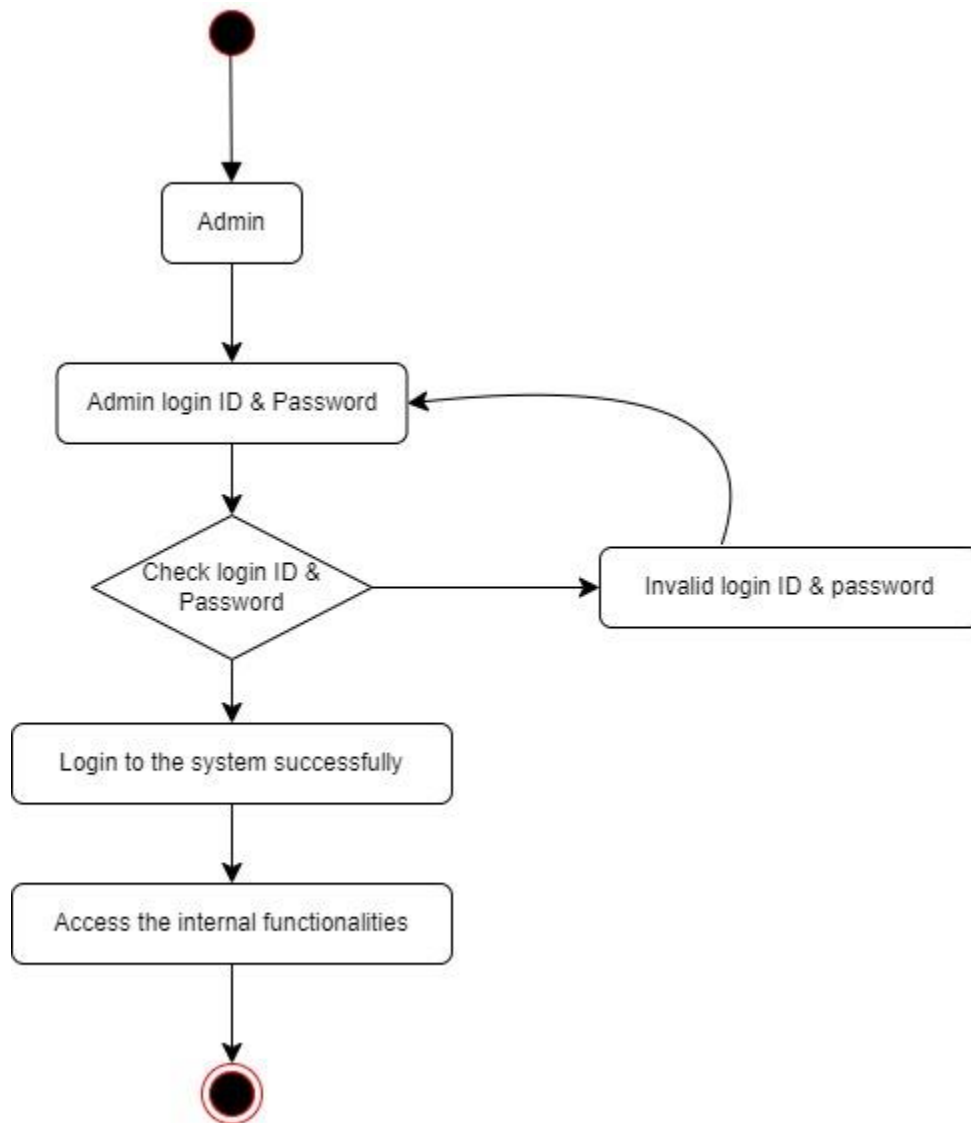 Admin
Admin login ID & Password
Check login ID &
Password
Invalid login ID & password
Login to the system successfully
Access the internal functionalities